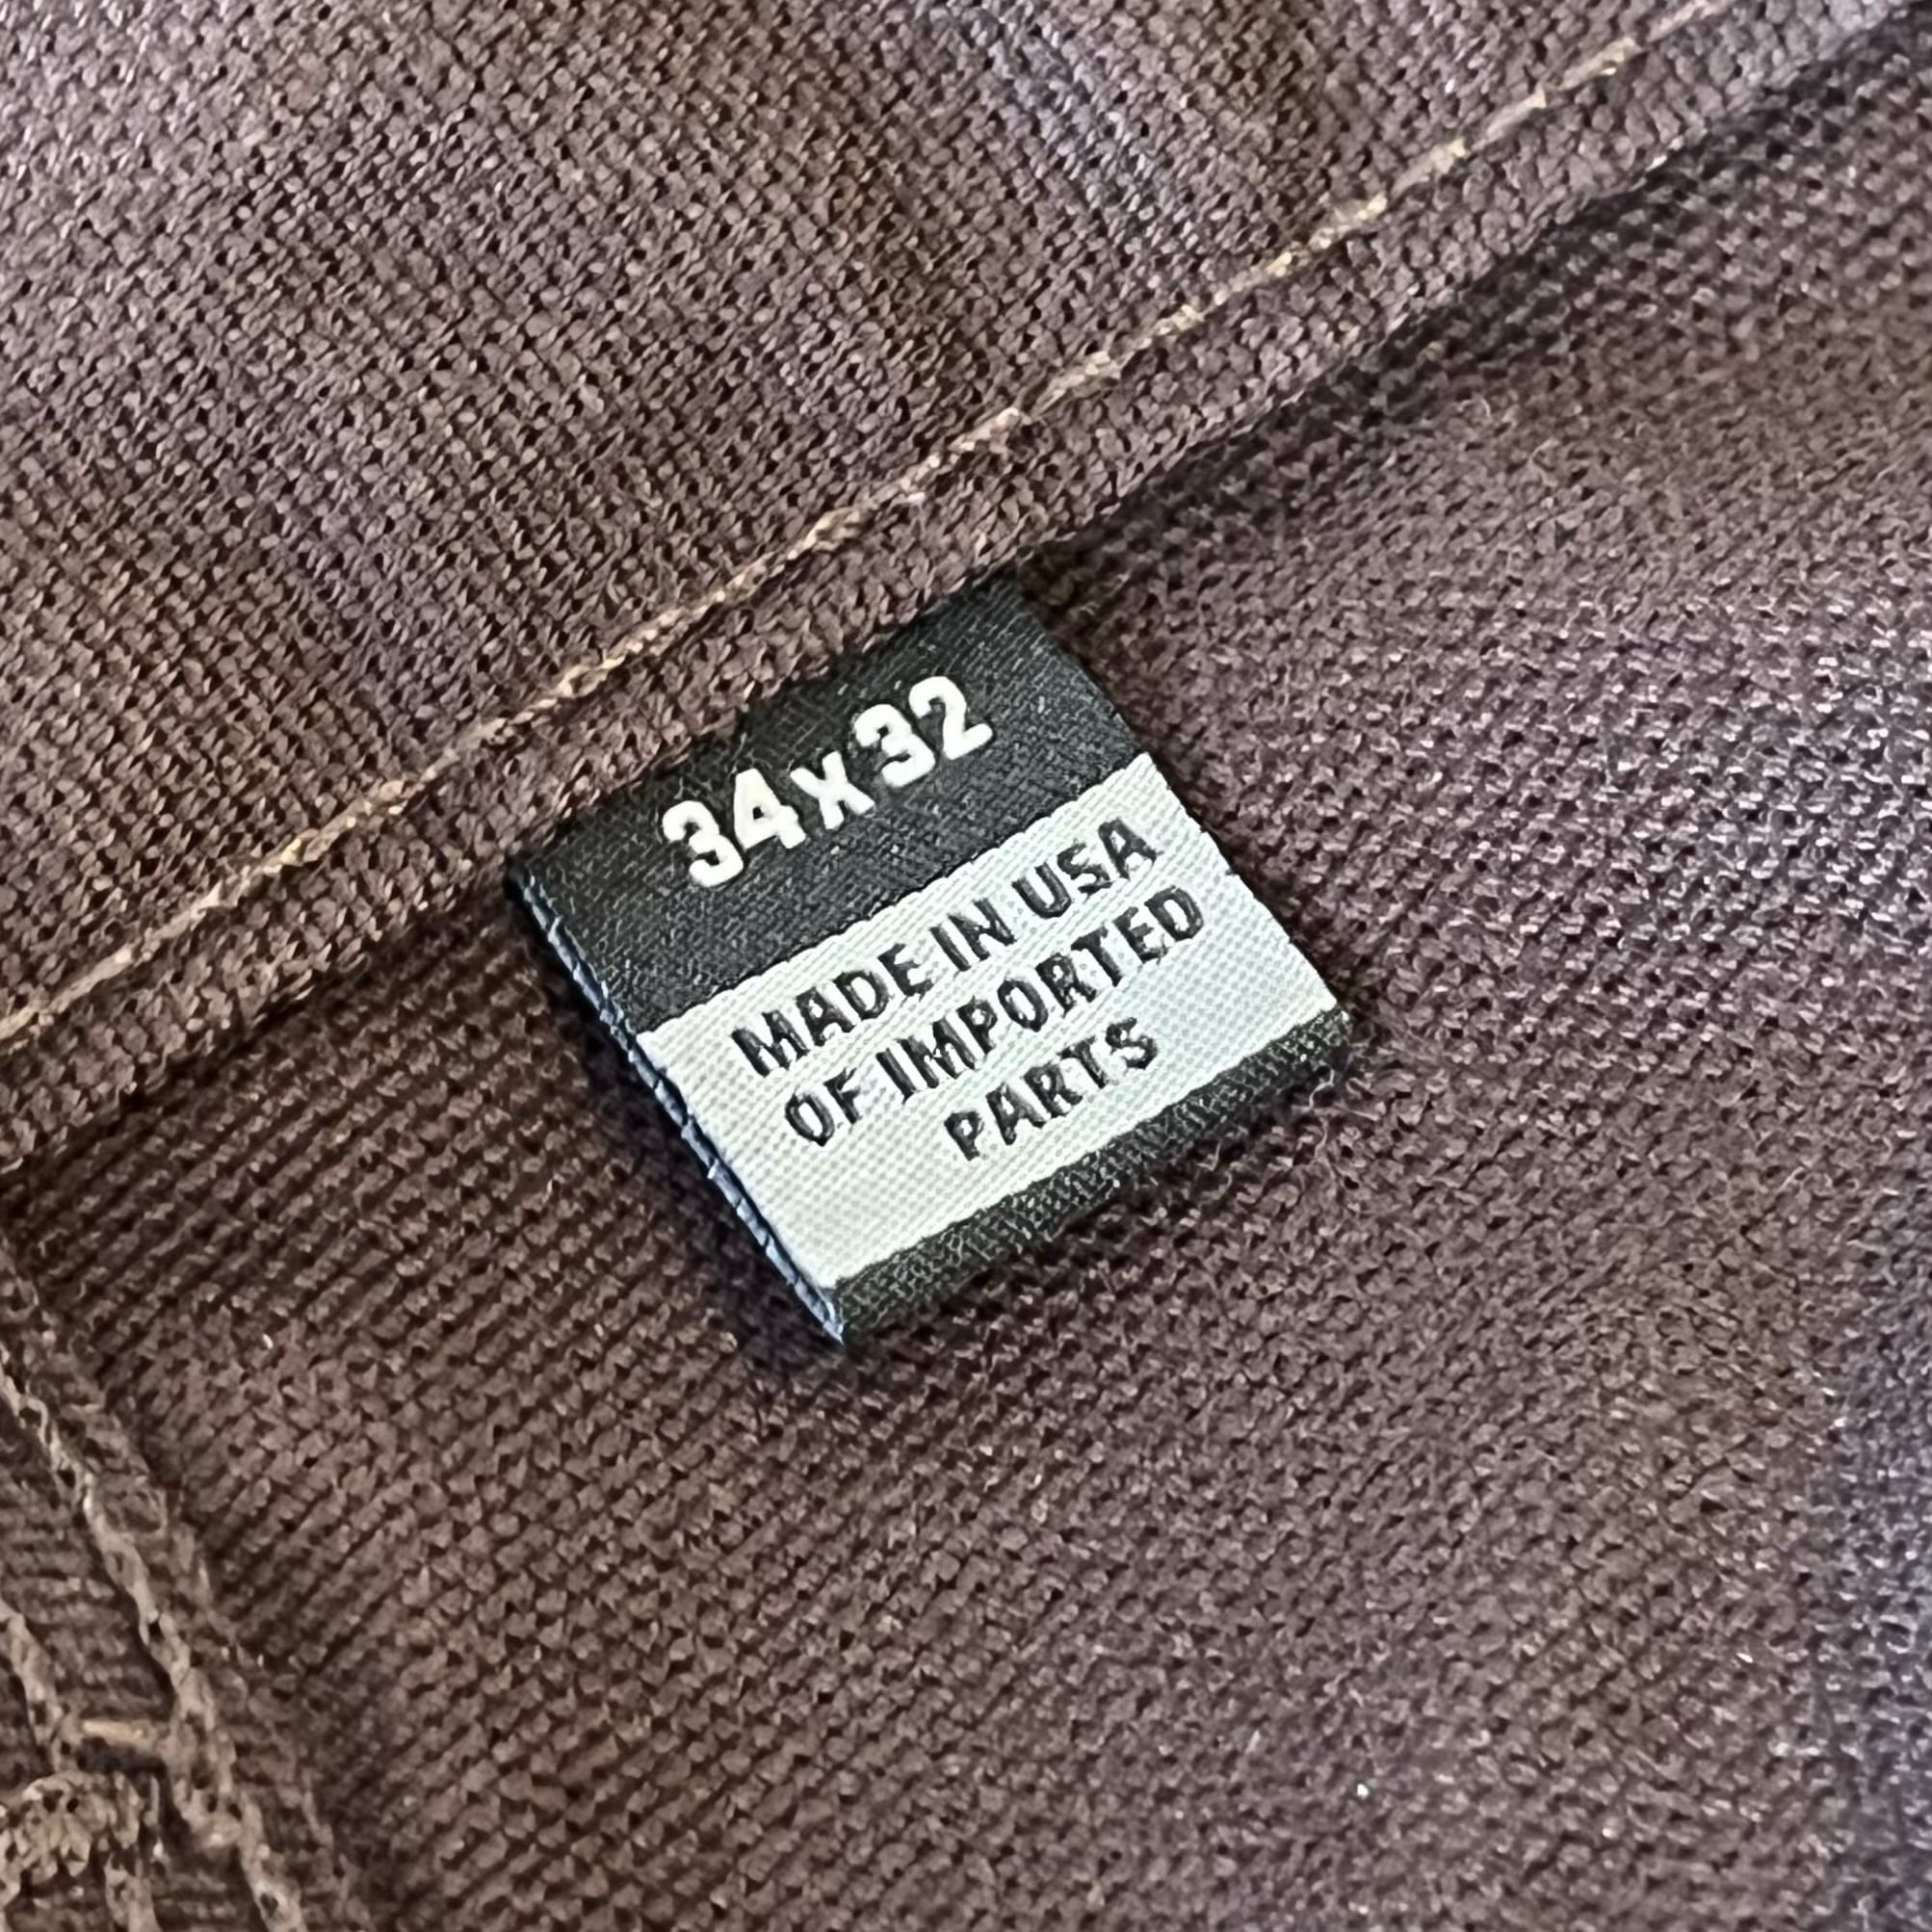 34x32
MADE IN USA
OF IMPORTED
PARTS